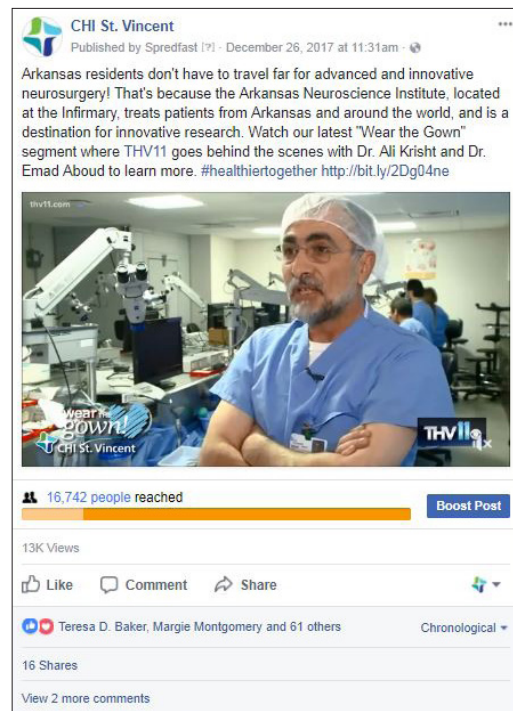 CHI St. Vincent
Published by Spredfast [?] · December 26, 2017 at 11:31am ·
Arkansas residents don't have to travel far for advanced and innovative
neurosurgery! That's because the Arkansas Neuroscience Institute, located
at the Infirmary, treats patients from Arkansas and around the world, and is a
destination for innovative research. Watch our latest "Wear the Gown"
segment where THV11 goes behind the scenes with Dr. Ali Krisht and Dr.
Emad Aboud to learn more. #healthiertogether http://bit.ly/2Dg04ne
thv11.com
wear the
gown!
CHI St. Vincent
THV11
16,742 people reached
Boost Post
13K Views
Like Comment Share
Teresa D. Baker, Margie Montgomery and 61 others Chronological
16 Shares
View 2 more comments